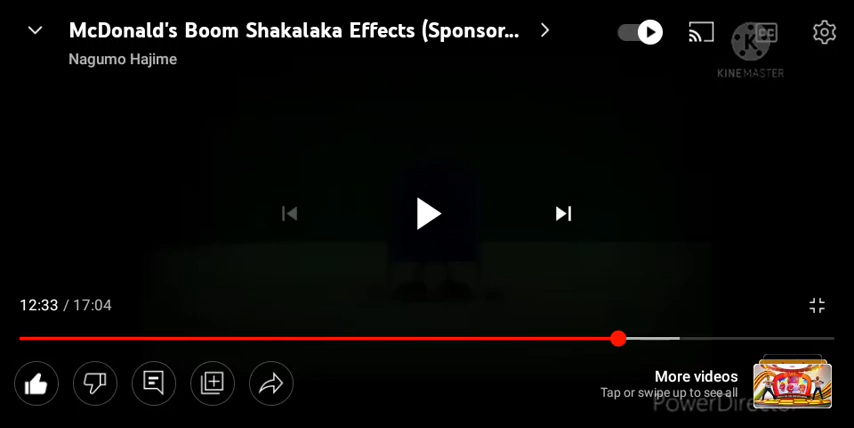 McDonald's Boom Shakalaka Effects (Sponsor...
Nagumo Hajime
CC
K
KINEMASTER
12:33 / 17:04
More videos
Tap or swipe up to see all
PowerDirector